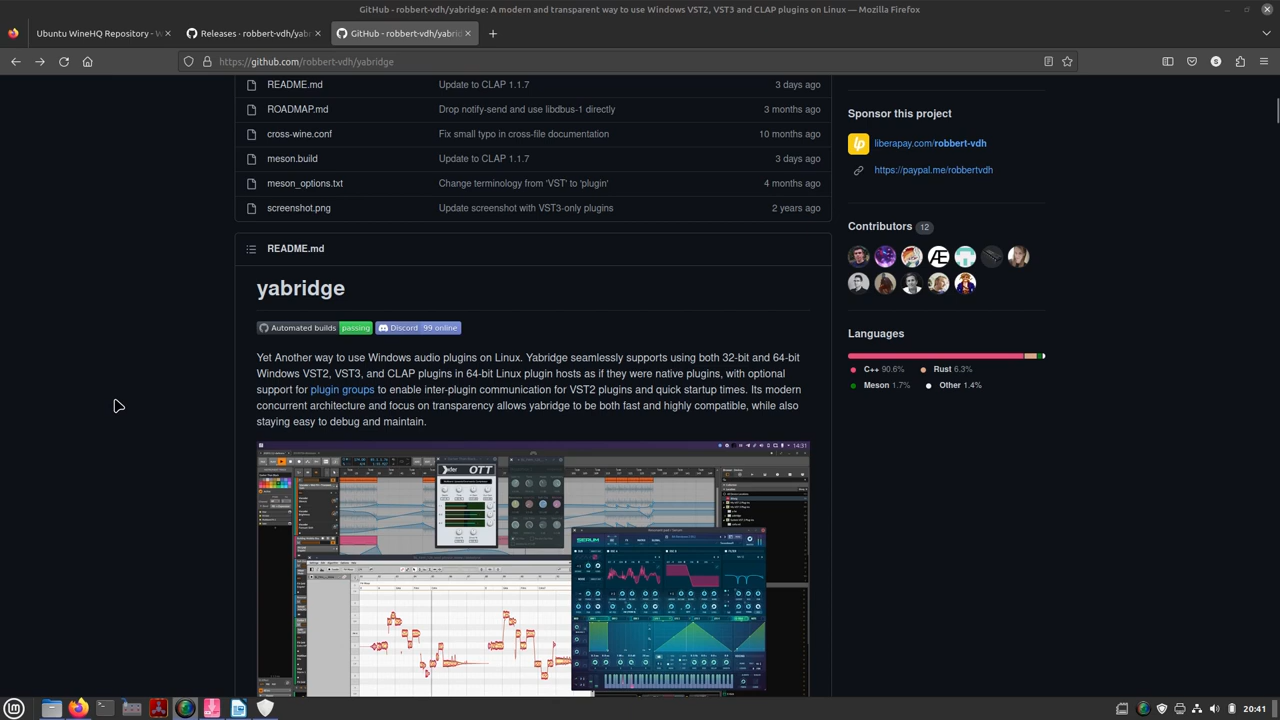 GitHub - robbert-vdh/yabridge: A modern and transparent way to use Windows VST2, VST3 and CLAP plugins on Linux — Mozilla Firefox
Ubuntu WineHQ Repository - W
Releases · robbert-vdh/yab
GitHub - robbert-vdh/yabrid
https://github.com/robbert-vdh/yabridge
README.md Update to CLAP 1.1.7 3 days ago
ROADMAP.md Drop notify-send and use libdbus-1 directly 3 months ago
cross-wine.conf Fix small typo in cross-file documentation 10 months ago
meson.build Update to CLAP 1.1.7 3 days ago
meson_options.txt Change terminology from 'VST' to 'plugin' 4 months ago
screenshot.png Update screenshot with VST3-only plugins 2 years ago
README.md
yabridge
Automated builds passing Discord 99 online
Yet Another way to use Windows audio plugins on Linux. Yabridge seamlessly supports using both 32-bit and 64-bit
Windows VST2, VST3, and CLAP plugins in 64-bit Linux plugin hosts as if they were native plugins, with optional
support for plugin groups to enable inter-plugin communication for VST2 plugins and quick startup times. Its modern
concurrent architecture and focus on transparency allows yabridge to be both fast and highly compatible, while also
staying easy to debug and maintain.
14:31
OTT
SERUM
Sponsor this project
lp liberapay.com/robbert-vdh
https://paypal.me/robbertvdh
Contributors 12
Æ
Languages
C++ 90.6% Rust 6.3%
Meson 1.7% Other 1.4%
20:41